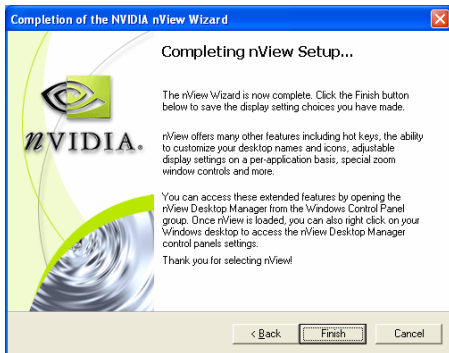 Completion of the NVIDIA nView Wizard
Completing nView Setup...
The nView Wizard is now complete. Click the Finish button
below to save the display setting choices you have made.
nView offers many other features including hot keys, the ability
to customize your desktop names and icons, adjustable
display settings on a per-application basis, special zoom
window controls and more.
You can access these extended features by opening the
nView Desktop Manager from the Windows Control Panel
group. Once nView is loaded, you can also right click on your
Windows desktop to access the nView Desktop Manager
control panels settings.
Thank you for selecting nView!
nVIDIA.
< Back
Finish
Cancel